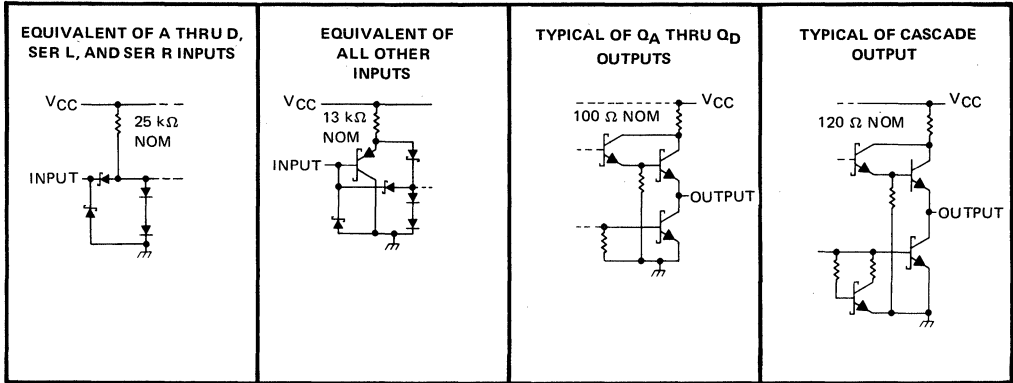 EQUIVALENT OF A THRU D,
SER L, AND SER R INPUTS
VCC
25 kΩ
NOM
INPUT
EQUIVALENT OF
ALL OTHER
INPUTS
VCC
13 kΩ
NOM
INPUT
TYPICAL OF QA THRU QD
OUTPUTS
VCC
100 Ω NOM
OUTPUT
TYPICAL OF CASCADE
OUTPUT
VCC
120 Ω NOM
OUTPUT